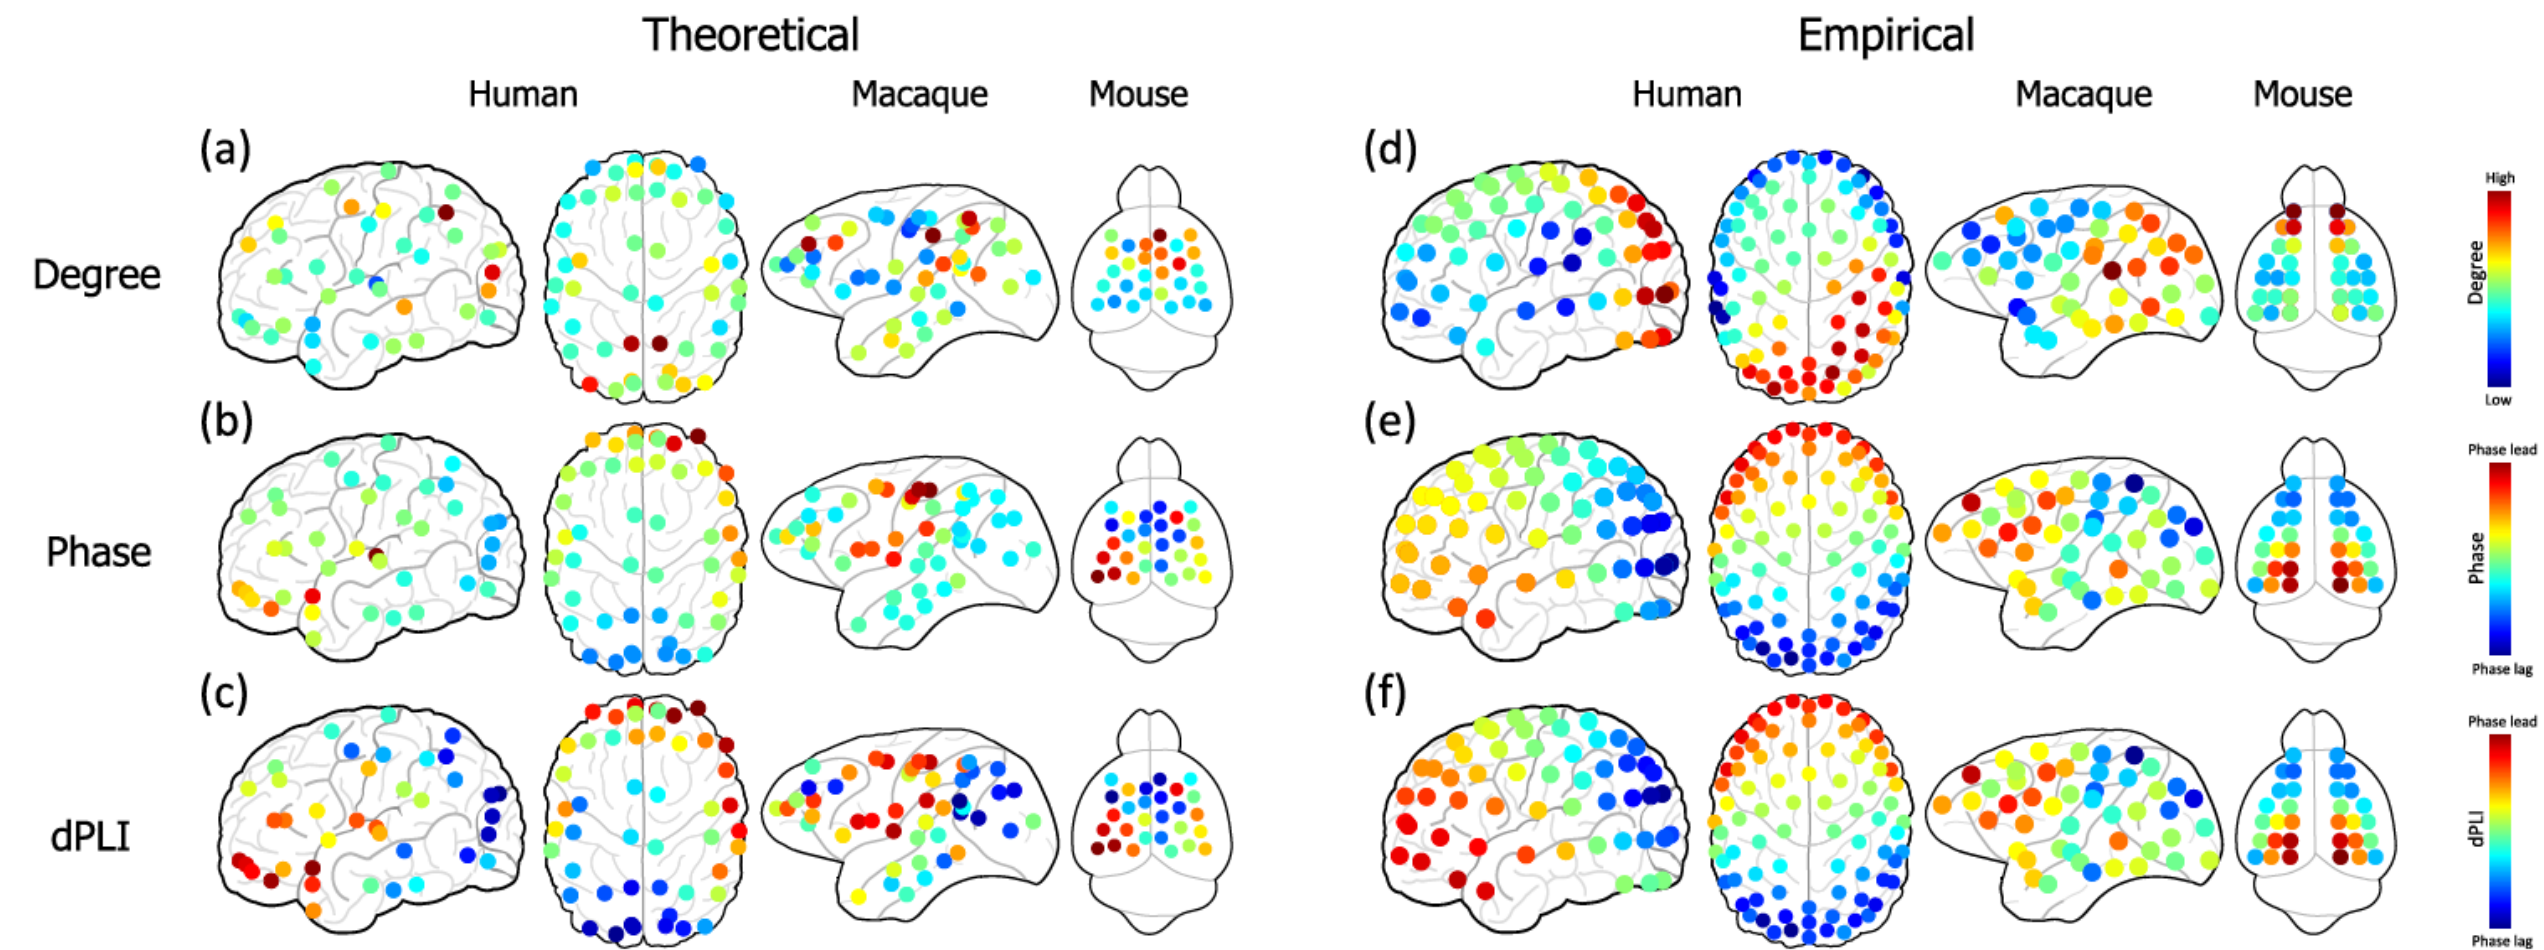 Theoretical
Empirical
Human
Macaque
Mouse
Human
Macaque
Mouse
(a)
(d)
High
Degree
Degree
Low
(b)
(e)
Phase lead
Phase
Phase
Phase lag
(c)
(f)
Phase lead
dPLI
dPLI
Phase lag